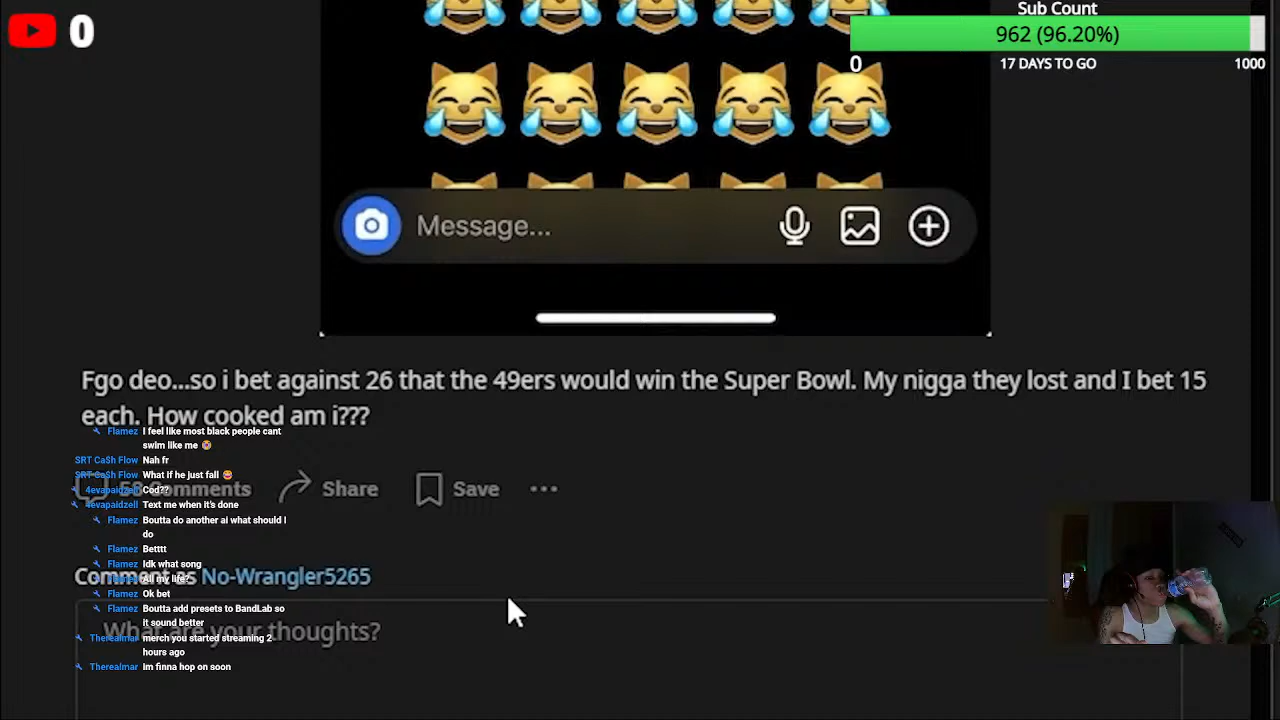 0
Sub Count
962 (96.20%)
0
17 DAYS TO GO
1000
Message...
Fgo deo...so i bet against 26 that the 49ers would win the Super Bowl. My nigga they lost and I bet 15
each. How cooked am i???
Flamez I feel like most black people cant
swim like me
SRT Ca$h Flow Nah fr
SRT Ca$h Flow What if he just fall
4evapaidzell Cod??
4evapaidzell Text me when it's done
Comments
Share
Save
Flamez Boutta do another ai what should I
do
Flamez Betttt
Flamez Idk what song
All my life?
Comment as No-Wrangler5265
Flamez Ok bet
Flamez Boutta add presets to BandLab so
it sound better
What are your thoughts?
Therealmar merch you started streaming 2
hours ago
Therealmar Im finna hop on soon